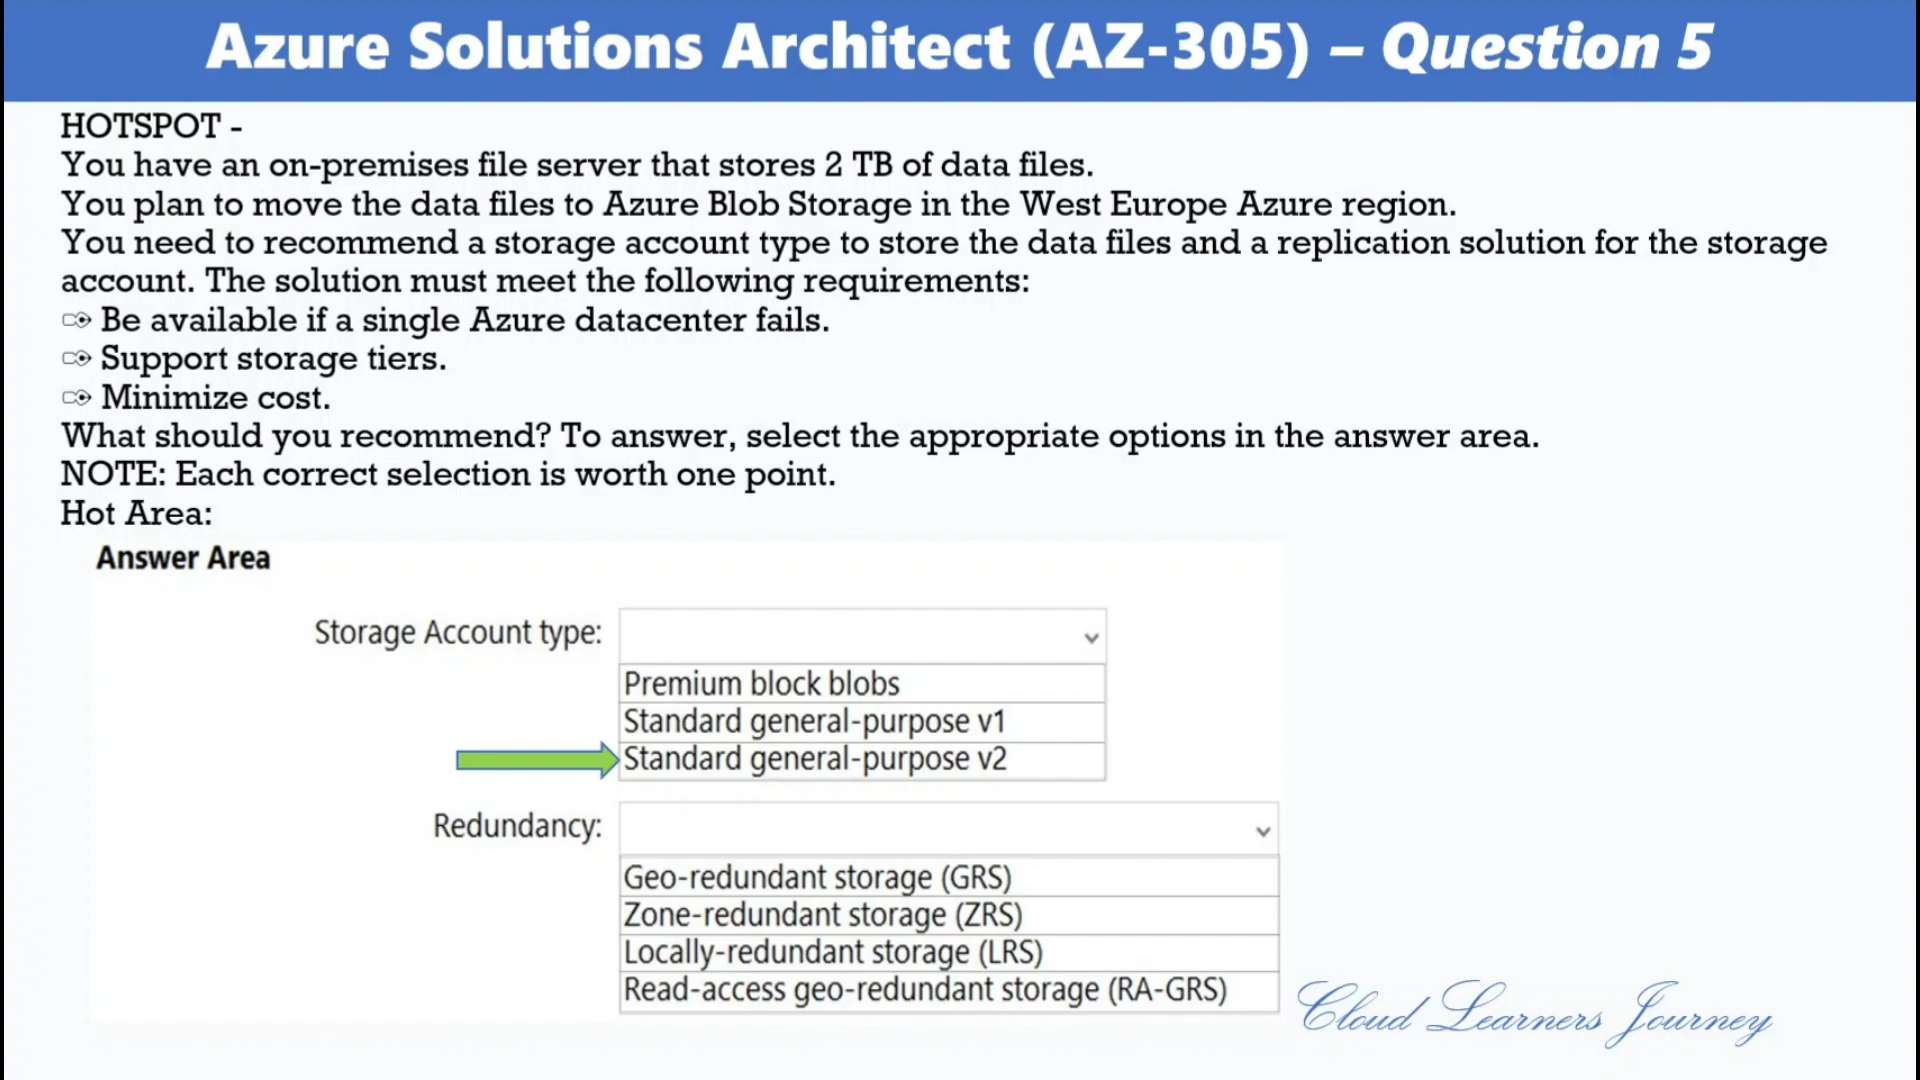 Azure Solutions Architect (AZ-305) – Question 5
HOTSPOT -
You have an on-premises file server that stores 2 TB of data files.
You plan to move the data files to Azure Blob Storage in the West Europe Azure region.
You need to recommend a storage account type to store the data files and a replication solution for the storage
account. The solution must meet the following requirements:
Be available if a single Azure datacenter fails.
Support storage tiers.
Minimize cost.
What should you recommend? To answer, select the appropriate options in the answer area.
NOTE: Each correct selection is worth one point.
Hot Area:
Answer Area
Storage Account type:
Premium block blobs
Standard general-purpose v1
Standard general-purpose v2
Redundancy:
Geo-redundant storage (GRS)
Zone-redundant storage (ZRS)
Locally-redundant storage (LRS)
Read-access geo-redundant storage (RA-GRS)
Cloud Learners Journey